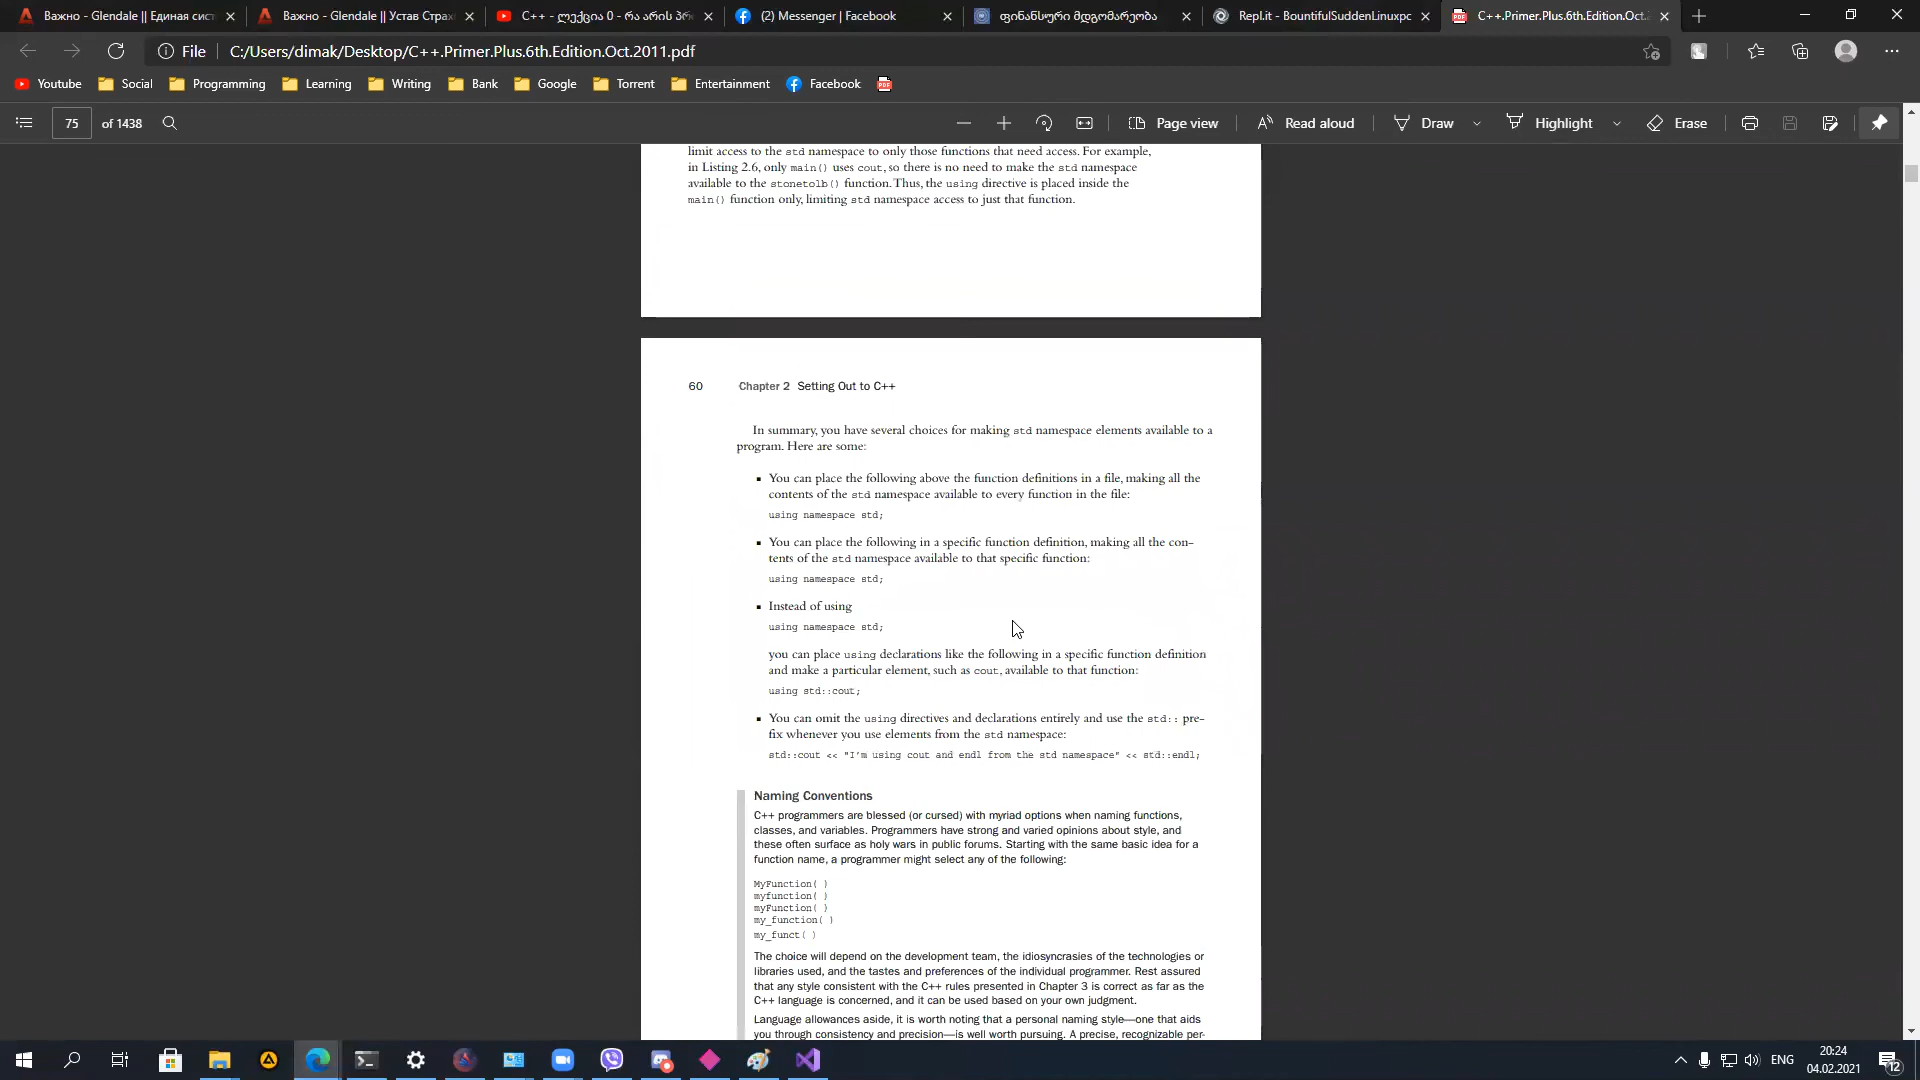 Важно - Glendale || Единая сис
Важно - Glendale || Устав Страх
C++ - ლექცია 0 - რა არის პრ
(2) Messenger | Facebook
ფინანსური მდგომარეობა
Repl.it - BountifulSuddenLinuxpc
C++.Primer.Plus.6th.Edition.Oct.
File C:/Users/dimak/Desktop/C++.Primer.Plus.6th.Edition.Oct.2011.pdf
Youtube Social Programming Learning Writing Bank Google Torrent Entertainment Facebook
75 of 1438 Page view Read aloud Draw Highlight Erase
limit access to the std namespace to only those functions that need access. For example,
in Listing 2.6, only main() uses cout, so there is no need to make the std namespace
available to the stonetolb() function. Thus, the using directive is placed inside the
main() function only, limiting std namespace access to just that function.
60 Chapter 2 Setting Out to C++
In summary, you have several choices for making std namespace elements available to a
program. Here are some:
▪ You can place the following above the function definitions in a file, making all the
contents of the std namespace available to every function in the file:
using namespace std;
▪ You can place the following in a specific function definition, making all the con-
tents of the std namespace available to that specific function:
using namespace std;
▪ Instead of using
using namespace std;
you can place using declarations like the following in a specific function definition
and make a particular element, such as cout, available to that function:
using std::cout;
▪ You can omit the using directives and declarations entirely and use the std:: pre-
fix whenever you use elements from the std namespace:
std::cout << "I'm using cout and endl from the std namespace" << std::endl;
Naming Conventions
C++ programmers are blessed (or cursed) with myriad options when naming functions,
classes, and variables. Programmers have strong and varied opinions about style, and
these often surface as holy wars in public forums. Starting with the same basic idea for a
function name, a programmer might select any of the following:
MyFunction( )
myfunction( )
myFunction( )
my_function( )
my_funct( )
The choice will depend on the development team, the idiosyncrasies of the technologies or
libraries used, and the tastes and preferences of the individual programmer. Rest assured
that any style consistent with the C++ rules presented in Chapter 3 is correct as far as the
C++ language is concerned, and it can be used based on your own judgment.
Language allowances aside, it is worth noting that a personal naming style—one that aids
you through consistency and precision—is well worth pursuing. A precise, recognizable per-
ENG
20:24
04.02.2021
12